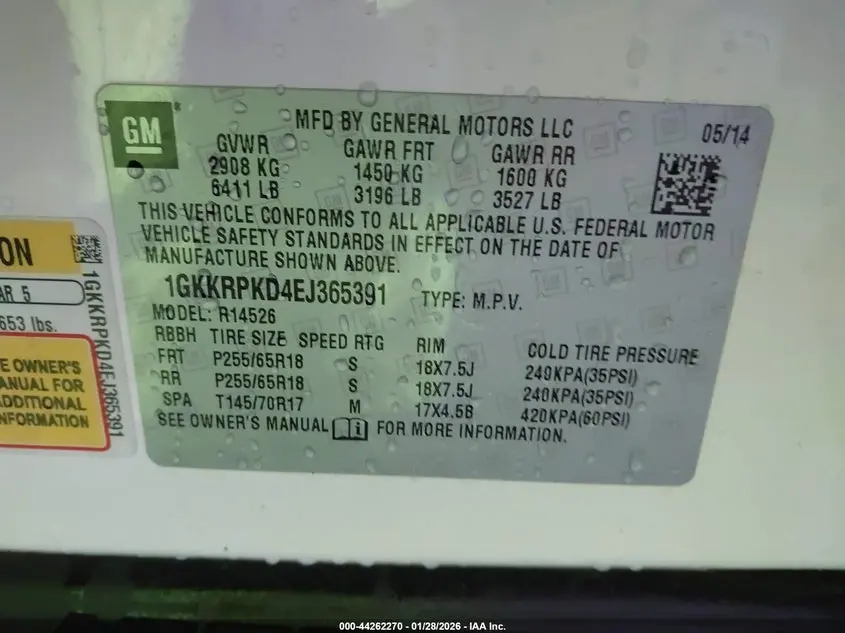 GM
MFD BY GENERAL MOTORS LLC
05/14
GVWR GAWR FRT GAWR RR
2908 KG 1450 KG 1600 KG
6411 LB 3196 LB 3527 LB
THIS VEHICLE CONFORMS TO ALL APPLICABLE U.S. FEDERAL MOTOR
VEHICLE SAFETY STANDARDS IN EFFECT ON THE DATE OF
MANUFACTURE SHOWN ABOVE.
1GKKRPKD4EJ365391 TYPE: M.P.V.
MODEL: R14526
RBBH TIRE SIZE SPEED RTG RIM COLD TIRE PRESSURE
FRT P255/65R18 S 18X7.5J 240KPA(35PSI)
RR P255/65R18 S 18X7.5J 240KPA(35PSI)
SPA T145/70R17 M 17X4.5B 420KPA(60PSI)
SEE OWNER'S MANUAL i FOR MORE INFORMATION.
ON
AR 5
653 lbs.
E OWNER'S
ANUAL FOR
ADDITIONAL
NFORMATION
1GKKRPKD4EJ365391
000-44262270 - 01/28/2026 - IAA Inc.